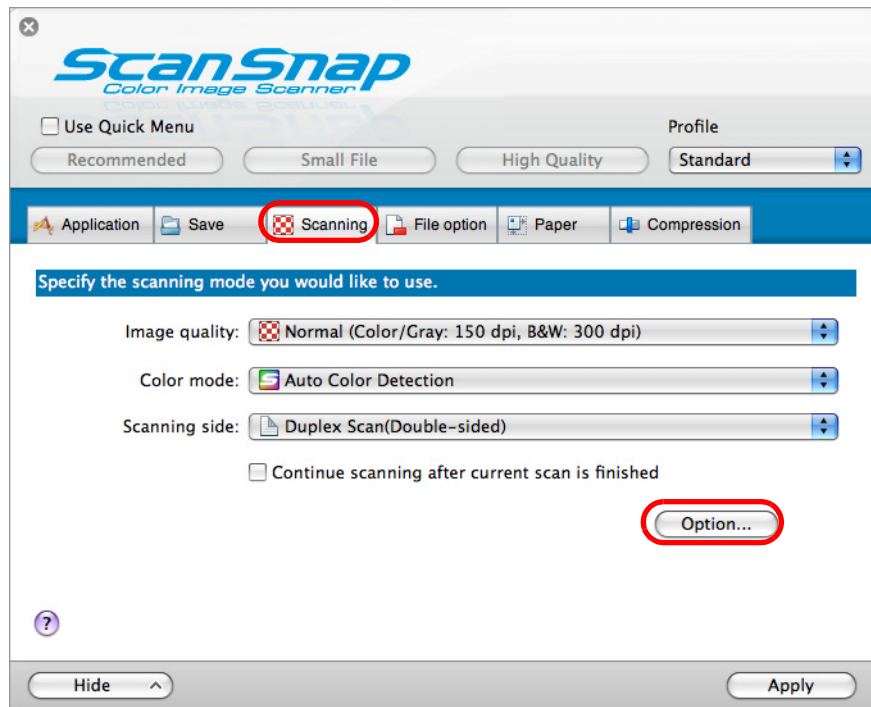 ScanSnap
Color Image Scanner
Use Quick Menu
Profile
Recommended
Small File
High Quality
Standard
Application
Save
Scanning
File option
Paper
Compression
Specify the scanning mode you would like to use.
Image quality: Normal (Color/Gray: 150 dpi, B&W: 300 dpi)
Color mode: Auto Color Detection
Scanning side: Duplex Scan(Double-sided)
Continue scanning after current scan is finished
Option...
?
Hide
Apply